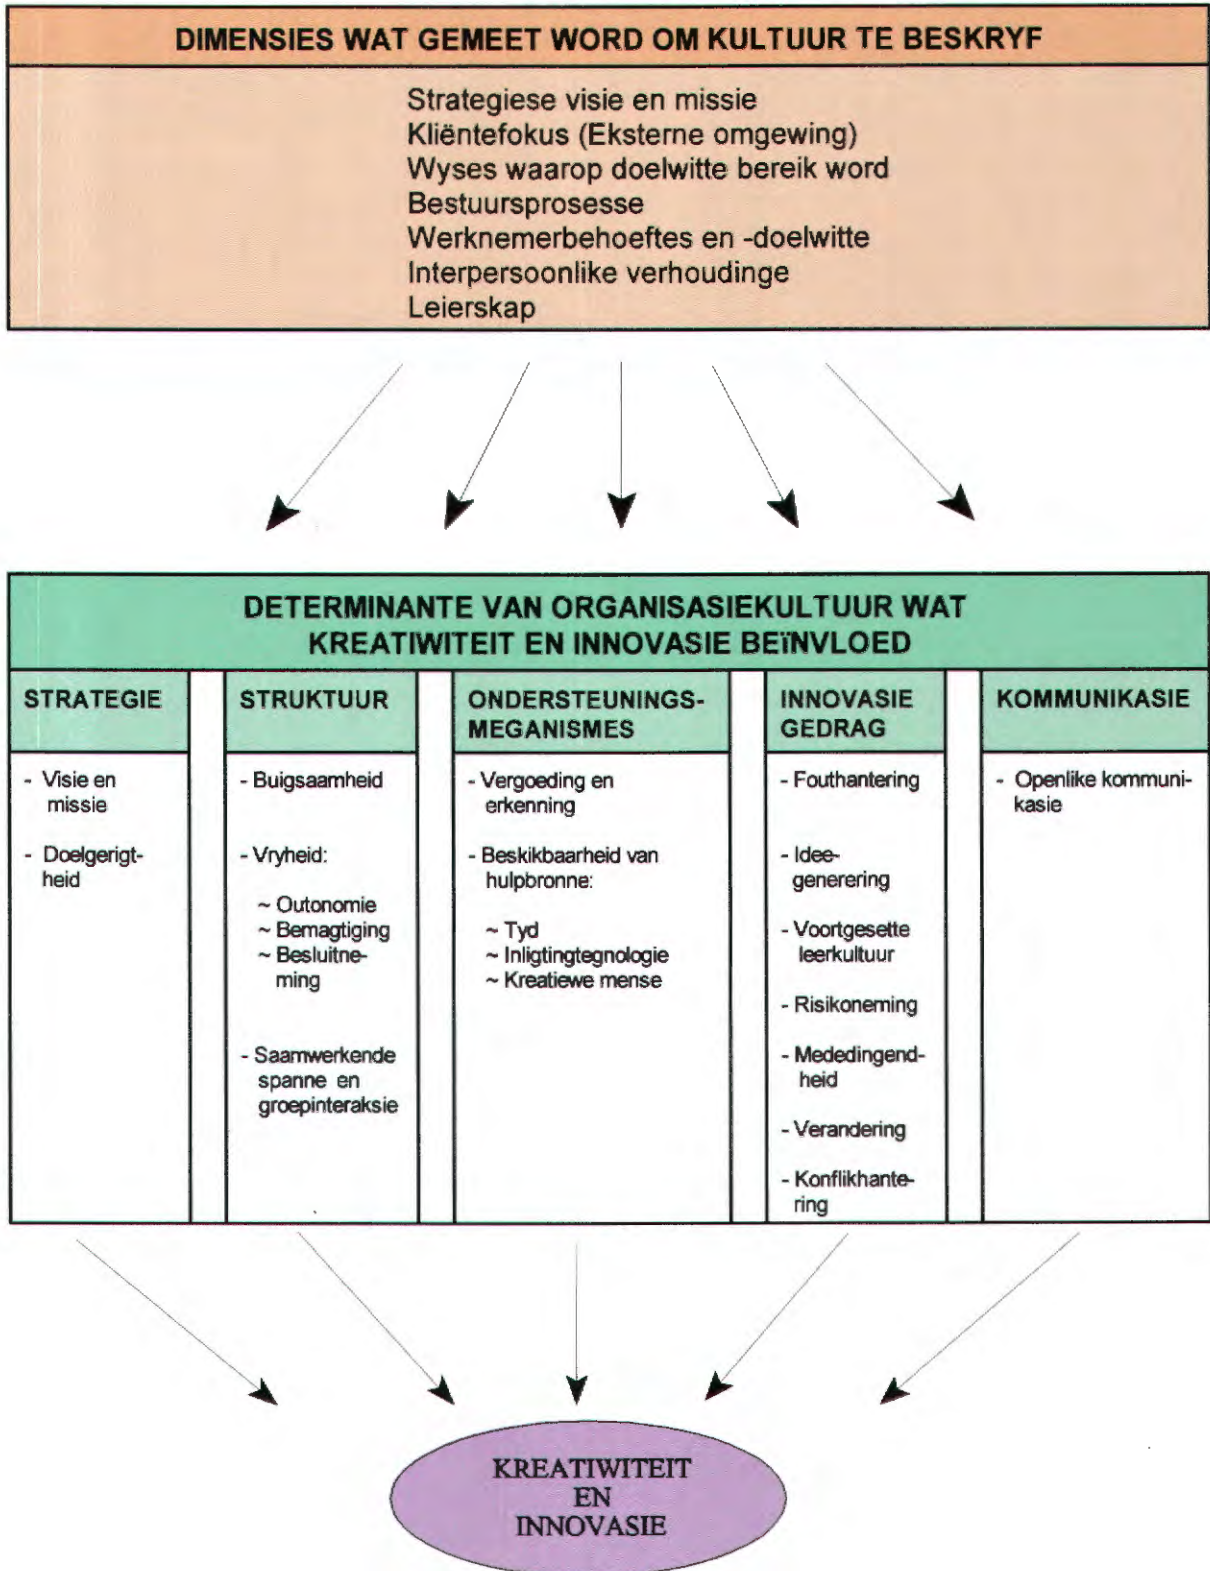 DIMENSIES WAT GEMEET WORD OM KULTUUR TE BESKRYF
Strategiese visie en missie
Kliëntefokus (Eksterne omgewing)
Wyses waarop doelwitte bereik word
Bestuursprosesse
Werknemerbehoeftes en -doelwitte
Interpersoonlike verhoudinge
Leierskap
DETERMINANTE VAN ORGANISASIEKULTUUR WAT
KREATIWITEIT EN INNOVASIE BEïNVLOED
STRATEGIE
- Visie en
missie
- Doelgerigt-
heid
STRUKTUUR
- Buigsaamheid
- Vryheid:
~ Outonomie
~ Bemagtiging
~ Besluitne-
ming
- Saamwerkende
spanne en
groepinteraksie
ONDERSTEUNINGS-
MEGANISMES
- Vergoeding en
erkenning
- Beskikbaarheid van
hulpbronne:
~ Tyd
~ Inligtingtegnologie
~ Kreatiewe mense
INNOVASIE
GEDRAG
- Fouthantering
- Idee-
generering
- Voortgesette
leerkultuur
- Risikoneming
- Mededingend-
heid
- Verandering
- Konflikhante-
ring
KOMMUNIKASIE
- Openlike kommuni-
kasie
KREATIWITEIT
EN
INNOVASIE